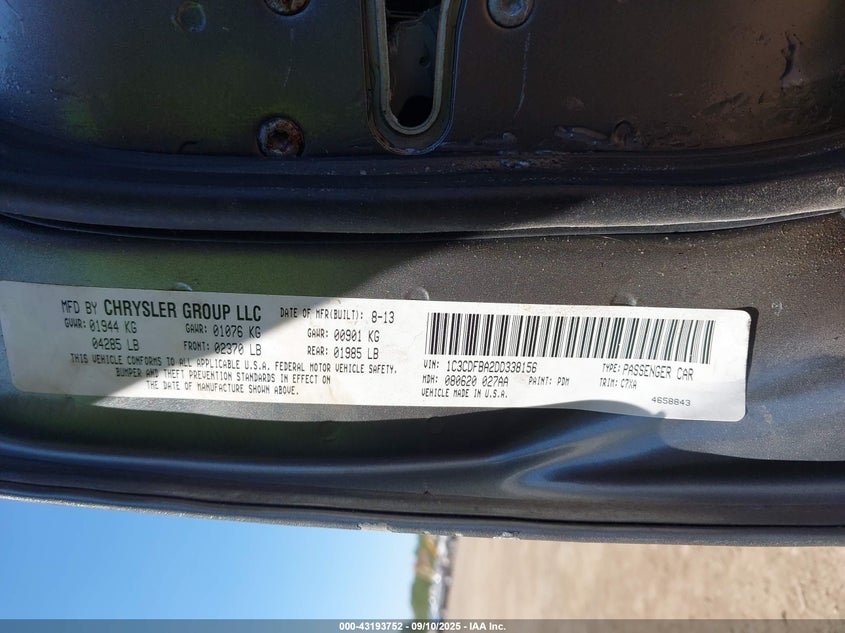 MFD BY CHRYSLER GROUP LLC DATE OF MFR(BUILT): 8-13
GVWR:01944 KG GAWR:01076 KG GAWR:00901 KG
04285 LB FRONT:02370 LB REAR:01985 LB
THIS VEHICLE CONFORMS TO ALL APPLICABLE U.S.A. FEDERAL MOTOR VEHICLE SAFETY,
BUMPER AND THEFT PREVENTION STANDARDS IN EFFECT ON
THE DATE OF MANUFACTURE SHOWN ABOVE.
VIN: 1C3CDFBA2DD338156 TYPE: PASSENGER CAR
MDH: 080620 027AA PAINT: PDM TRIM: C7XA
VEHICLE MADE IN U.S.A.
4658843
000-43193752 - 09/10/2025 - IAA Inc.